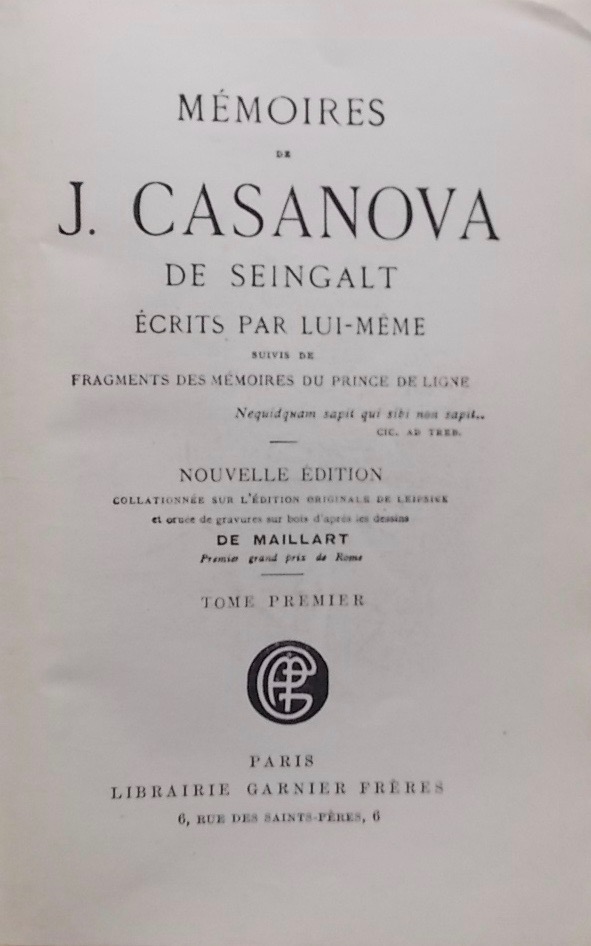 MÉMOIRES
DE
J. CASANOVA
DE SEINGALT
ÉCRITS PAR LUI-MÊME
SUIVIS DE
FRAGMENTS DES MÉMOIRES DU PRINCE DE LIGNE
Nequidquam sapit qui sibi non sapit..
CIC. AD TREB.
NOUVELLE ÉDITION
COLLATIONNÉE SUR L'ÉDITION ORIGINALE DE LEIPSICK
et ornée de gravures sur bois d'après les dessins
DE MAILLART
Premier grand prix de Rome
TOME PREMIER
PARIS
LIBRAIRIE GARNIER FRÈRES
6, RUE DES SAINTS-PÈRES, 6